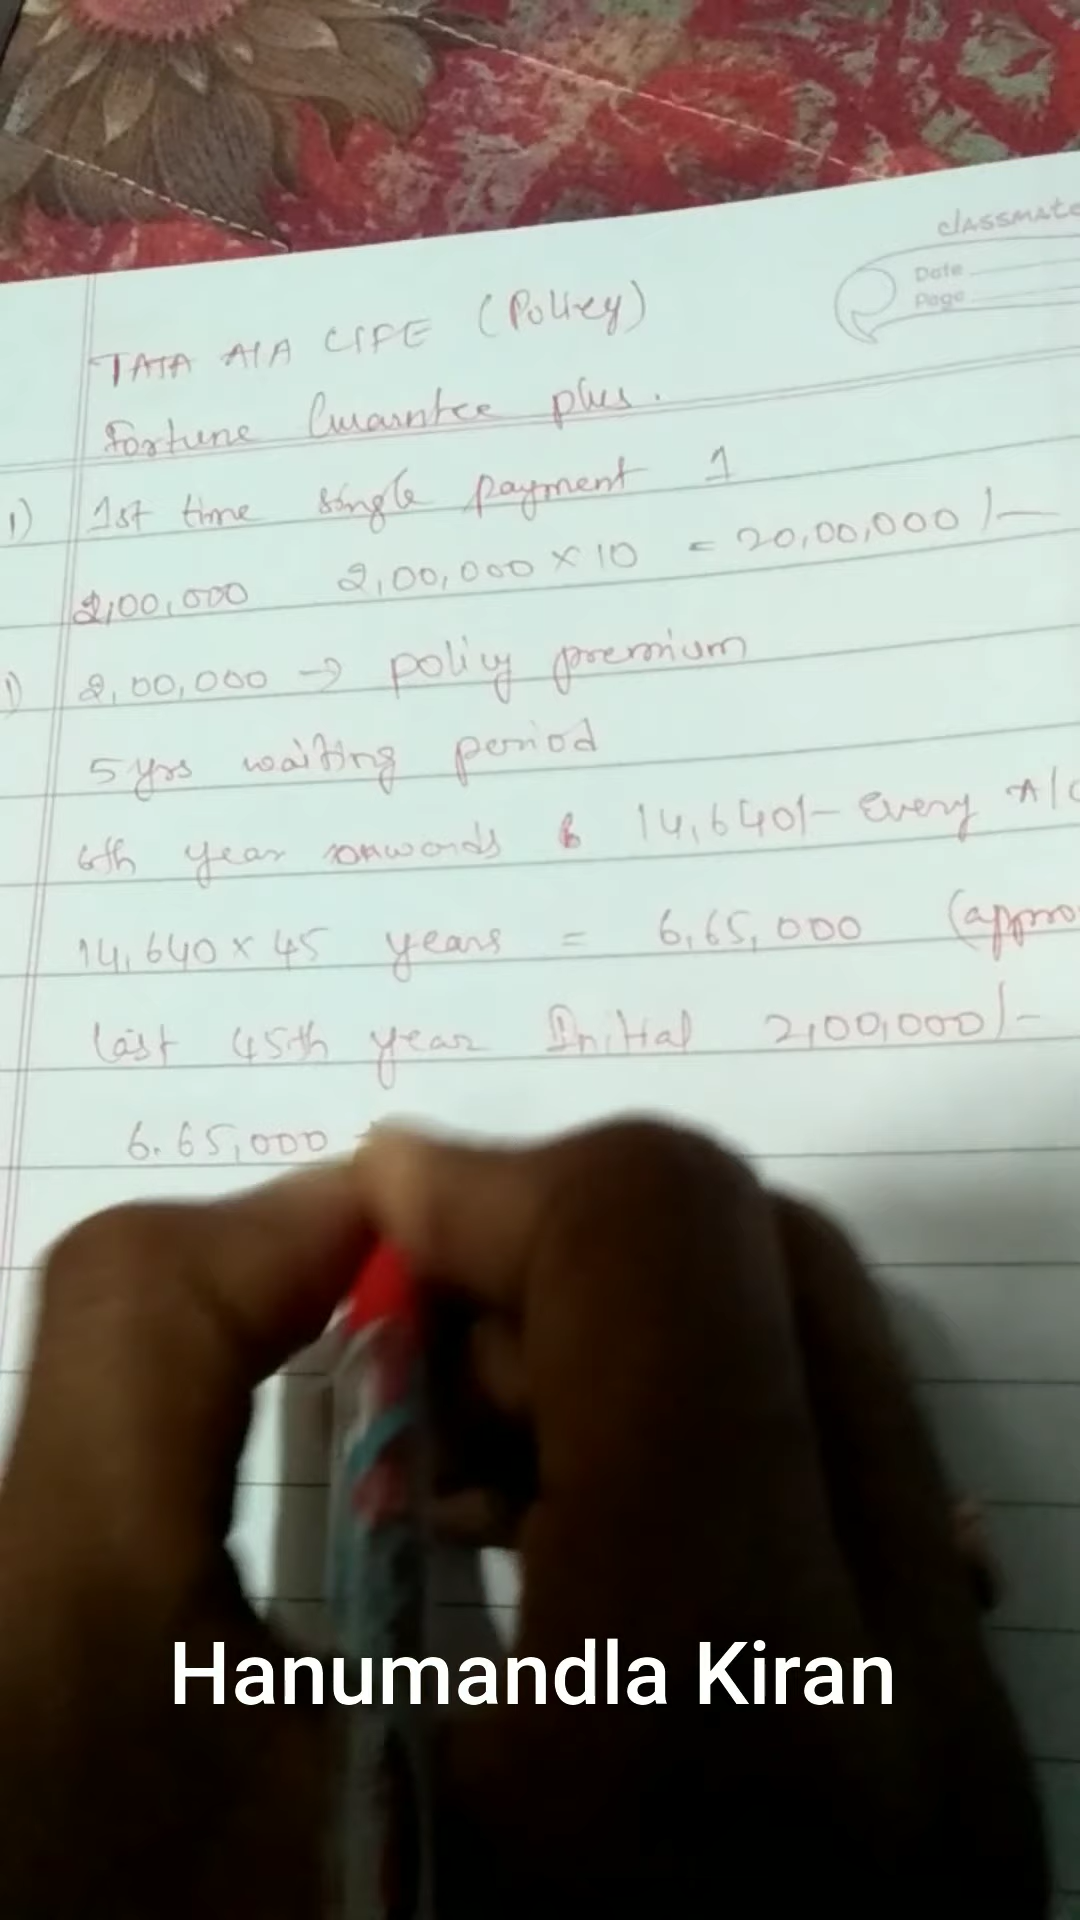 classmate
Date
Page
TATA AIA LIFE (Policy)
Fortune Guarntee plus.
1) 1st time single payment 1
2,00,000 2,00,000 × 10 = 20,00,000/-
1) 2,00,000 → policy premium
5 yrs waiting period
6th year onwords 14,640/- Every A/C
14,640 × 45 years = 6,65,000 (appro
last 45th year Initial 2,00,000/-
6.65,000
Hanumandla Kiran